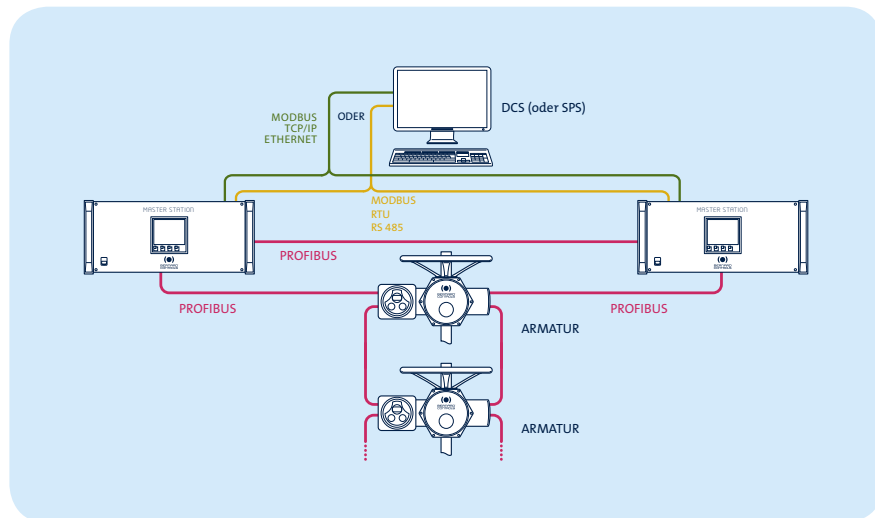 DCS (oder SPS)
MODBUS
TCP/IP
ETHERNET
ODER
MODBUS
RTU
RS 485
MASTER STATION
MASTER STATION
PROFIBUS
PROFIBUS
PROFIBUS
ARMATUR
ARMATUR